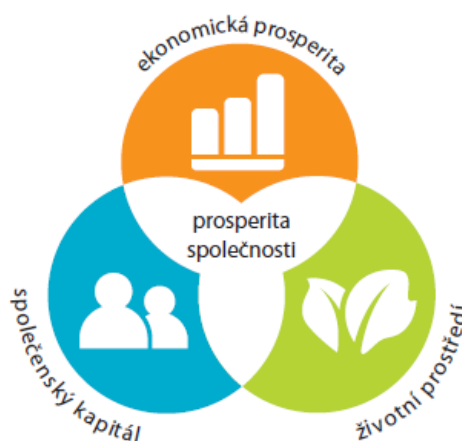 ekonomická prosperita
prosperita
společnosti
společenský kapitál
životní prostředí